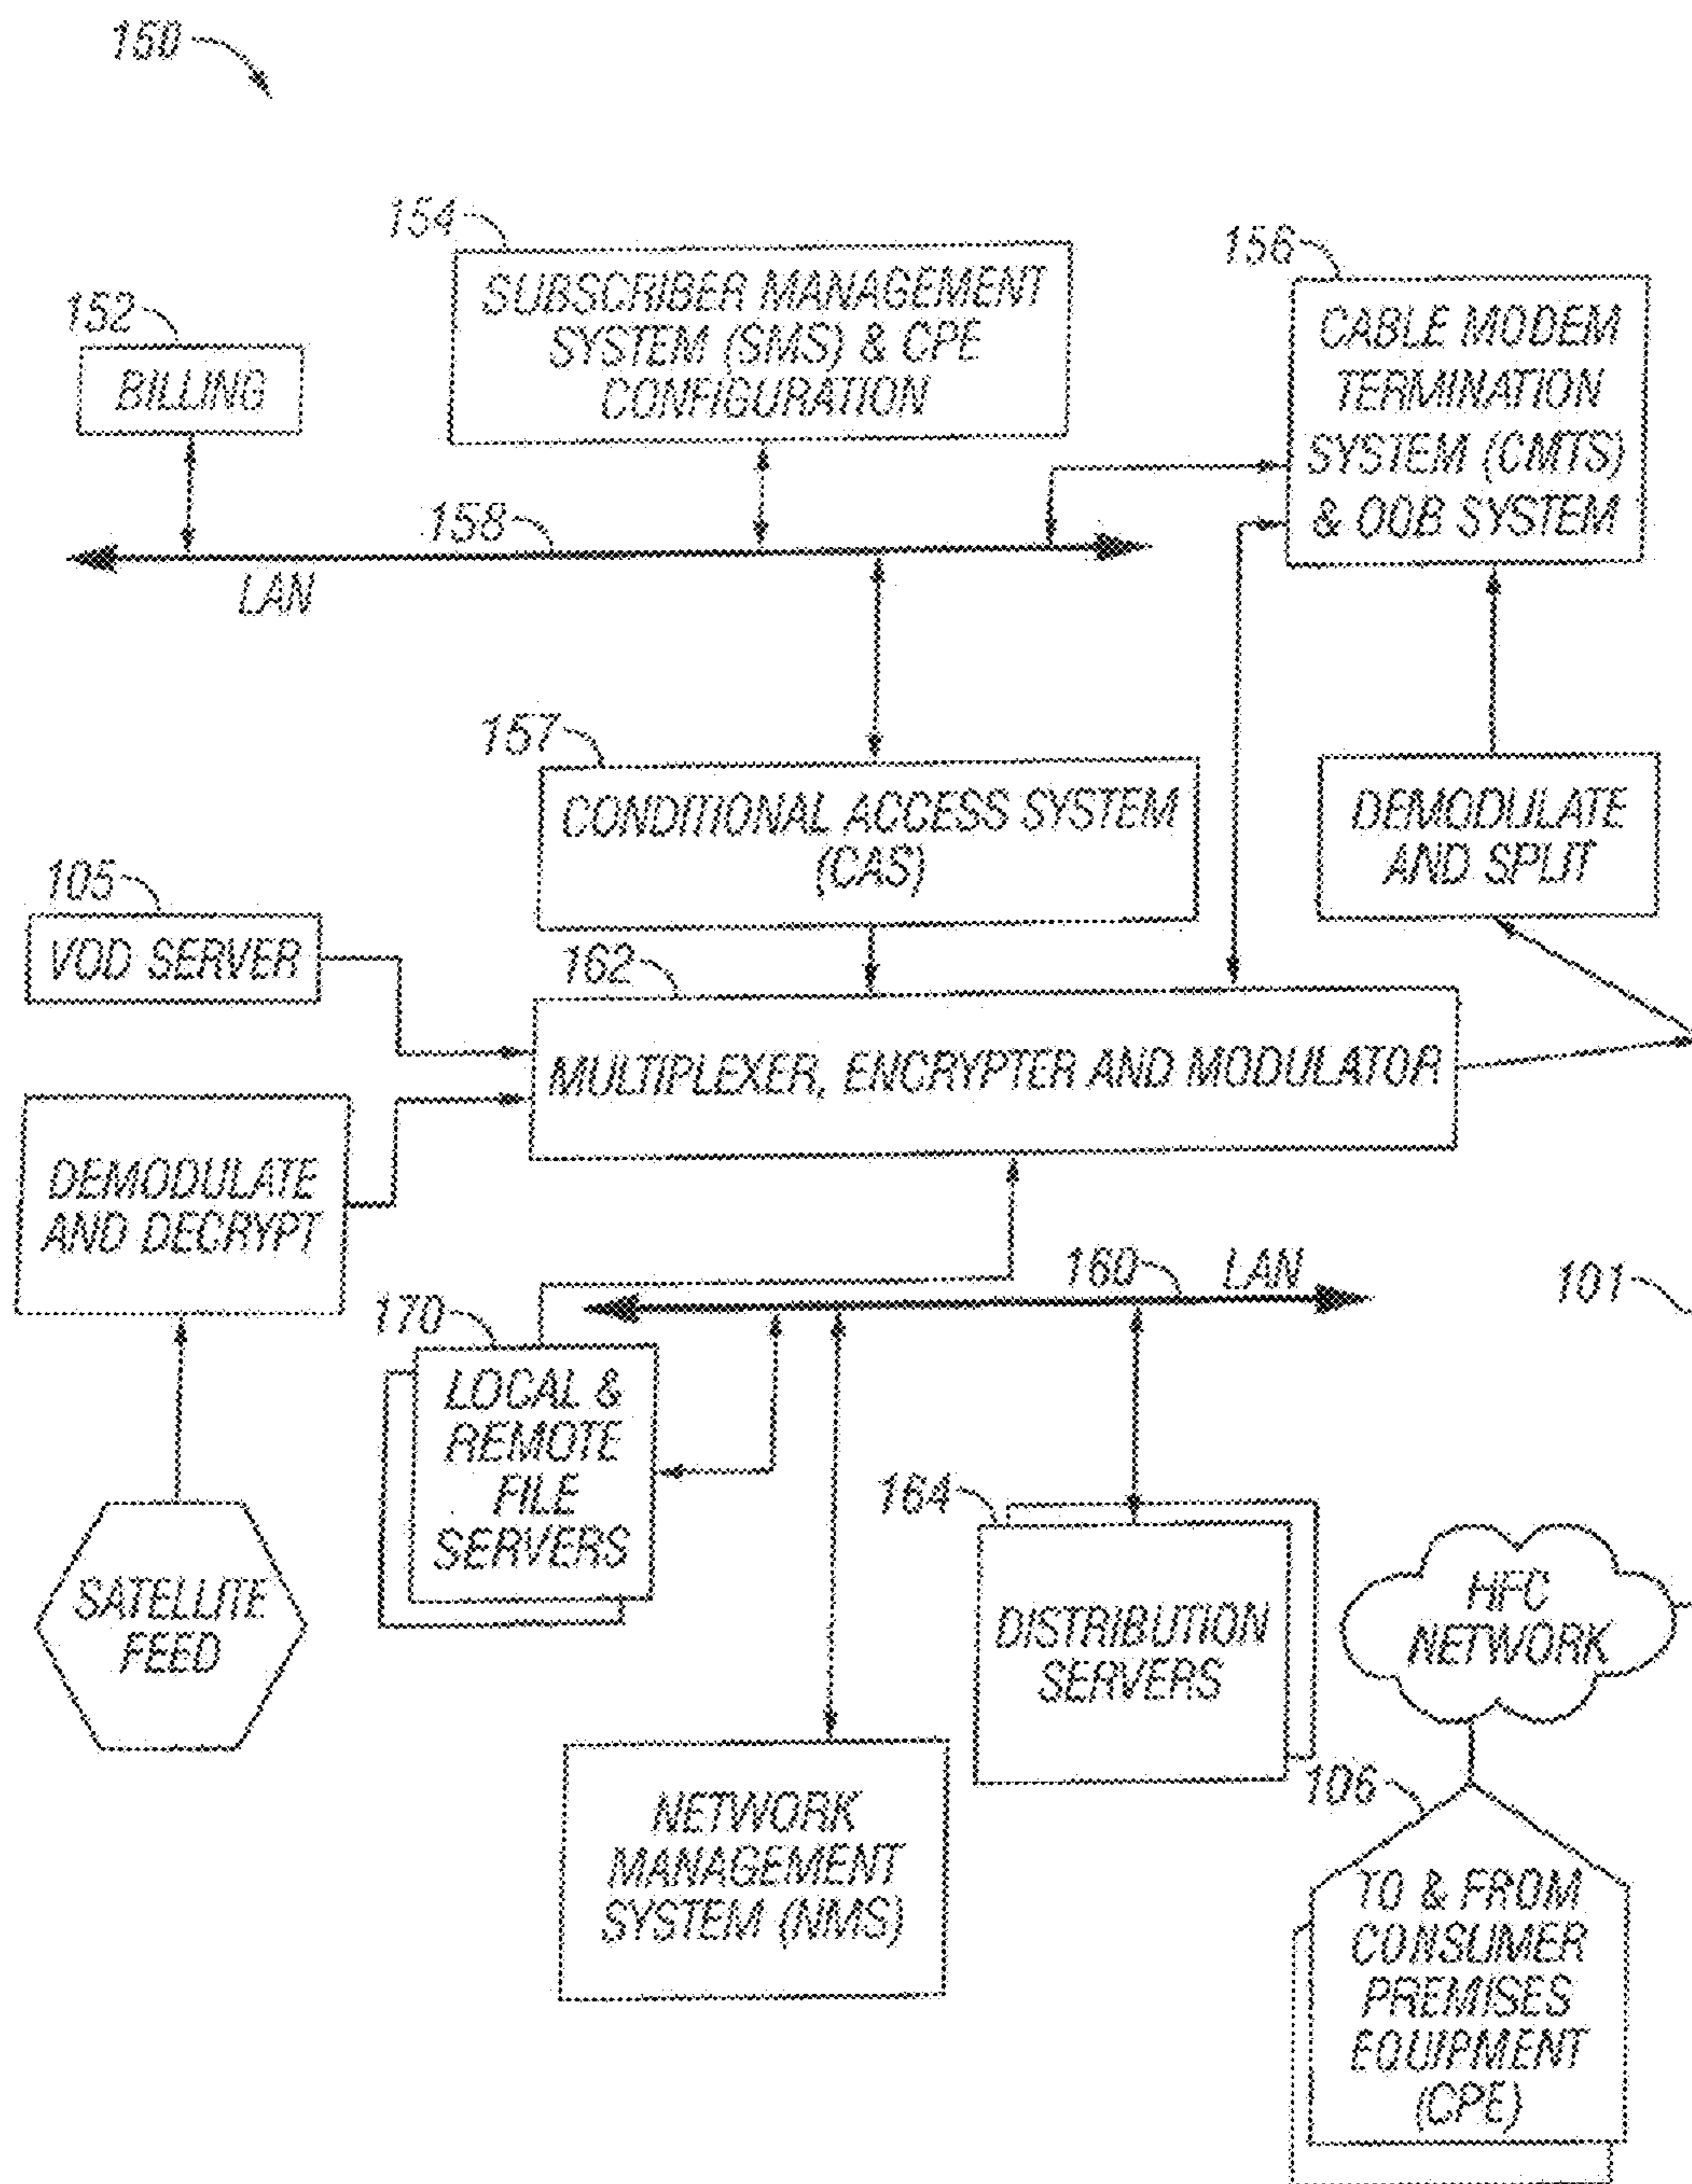 150
154
SUBSCRIBER MANAGEMENT
SYSTEM (SMS) & CPE
CONFIGURATION
156
CABLE MODEM
TERMINATION
SYSTEM (CMTS)
& OOB SYSTEM
152
BILLING
158
LAN
157
CONDITIONAL ACCESS SYSTEM
(CAS)
DEMODULATE
AND SPLIT
105
VOD SERVER
162
MULTIPLEXER, ENCRYPTER AND MODULATOR
DEMODULATE
AND DECRYPT
160
LAN
101
170
LOCAL &
REMOTE
FILE
SERVERS
164
DISTRIBUTION
SERVERS
HFC
NETWORK
SATELLITE
FEED
NETWORK
MANAGEMENT
SYSTEM (NMS)
106
TO & FROM
CONSUMER
PREMISES
EQUIPMENT
(CPE)